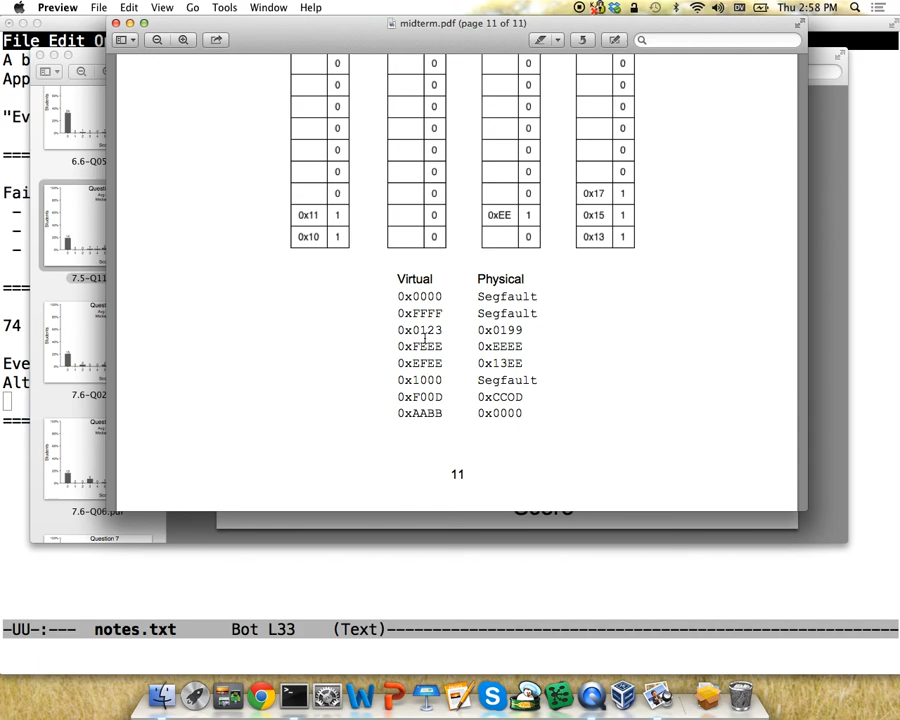 Preview File Edit View Go Tools Window Help
Thu 2:58 PM
midterm.pdf (page 11 of 11)
File Edit O
A b
App
"Ev
====
Fai
-
-
-
====
74
Eve
Alt
====
6.6-Q05
Question
7.5-Q11
Quest
7.6-Q02
Quest
7.6-Q06.pdf
Question 7
0 0 0 0
0 0 0 0
0 0 0 0
0 0 0 0
0 0 0 0
0 0 0 0
0 0 0 0x17 1
0x11 1 0 0xEE 1 0x15 1
0x10 1 0 0 0x13 1
Virtual Physical
0x0000 Segfault
0xFFFF Segfault
0x0123 0x0199
0xFEEE 0xEEEE
0xEFEE 0x13EE
0x1000 Segfault
0xF00D 0xCC0D
0xAABB 0x0000
11
-UU-:--- notes.txt Bot L33 (Text)